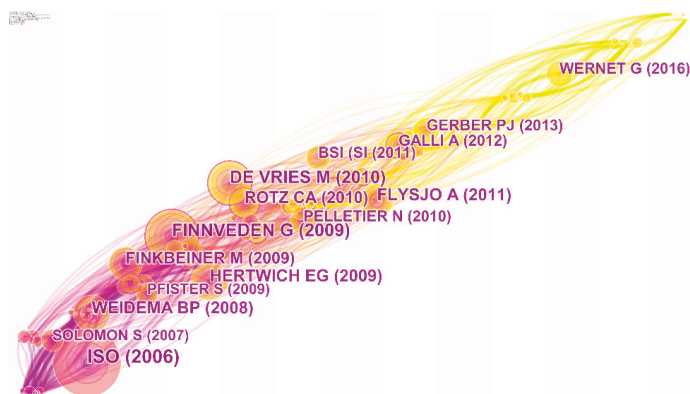 WERNET G (2016)
GERBER PJ (2013)
GALLI A (2012)
BSI (SI (2011)
DE VRIES M (2010)
FLYSJO A (2011)
ROTZ CA (2010)
PELLETIER N (2010)
FINNVEDEN G (2009)
FINKBEINER M (2009)
HERTWICH EG (2009)
PFISTER S (2009)
WEIDEMA BP (2008)
SOLOMON S (2007)
ISO (2006)